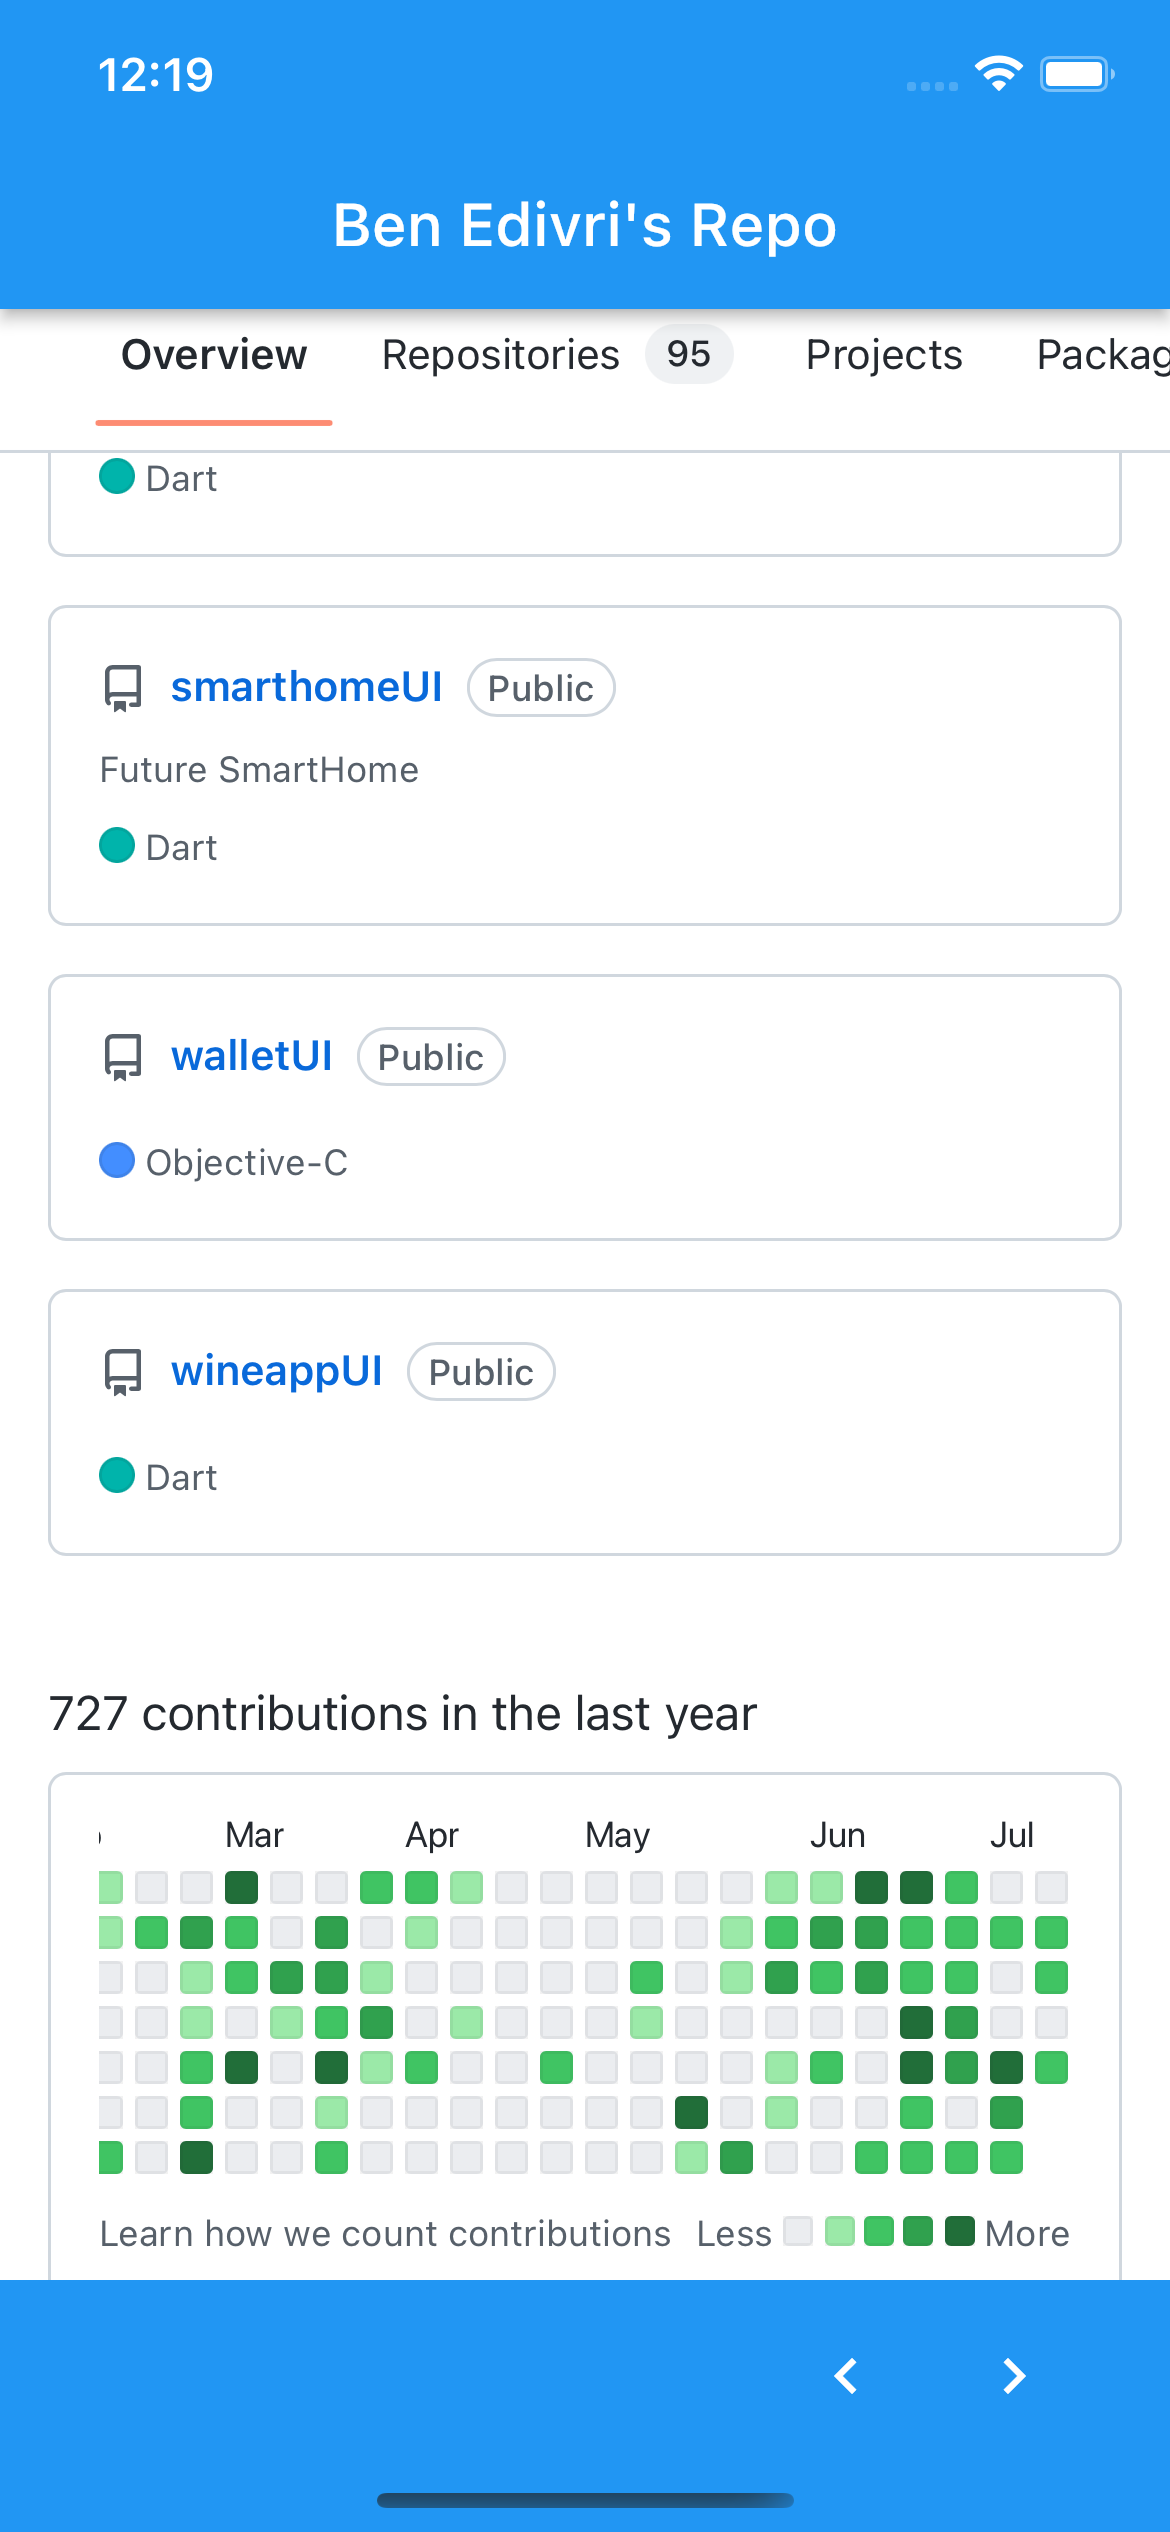 12:19
Ben Edivri's Repo
Overview Repositories 95 Projects Packag
Dart
smarthomeUI Public
Future SmartHome
Dart
walletUI Public
Objective-C
wineappUI Public
Dart
727 contributions in the last year
Mar Apr May Jun Jul
Learn how we count contributions Less More